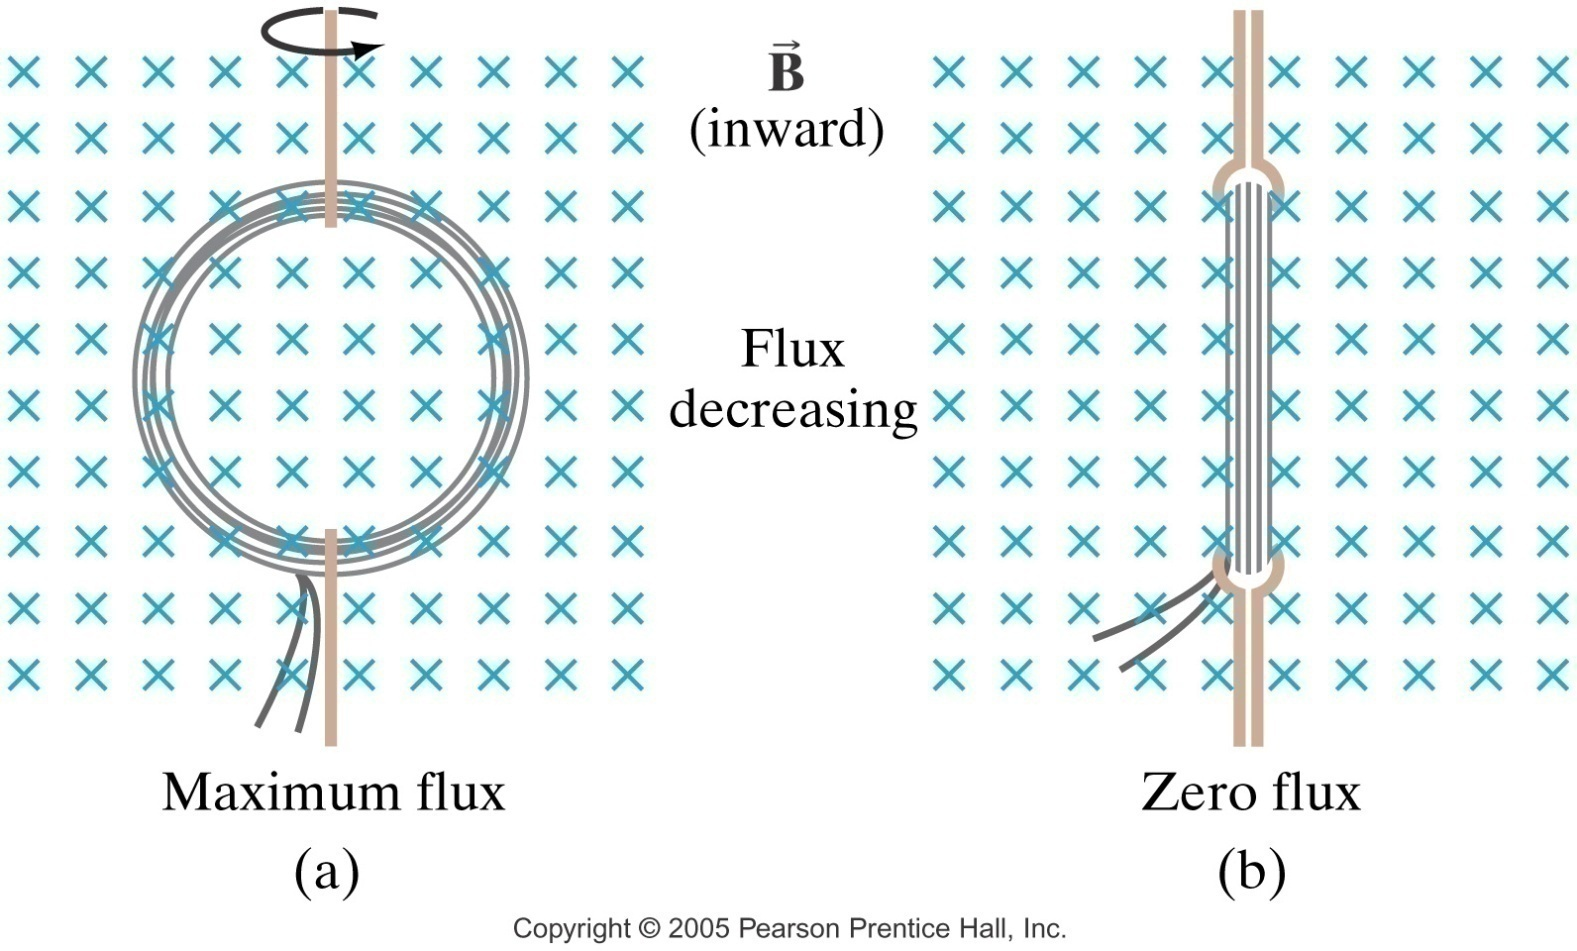 B
(inward)
Flux
decreasing
Maximum flux
Zero flux
(a)
(b)
Copyright © 2005 Pearson Prentice Hall, Inc.